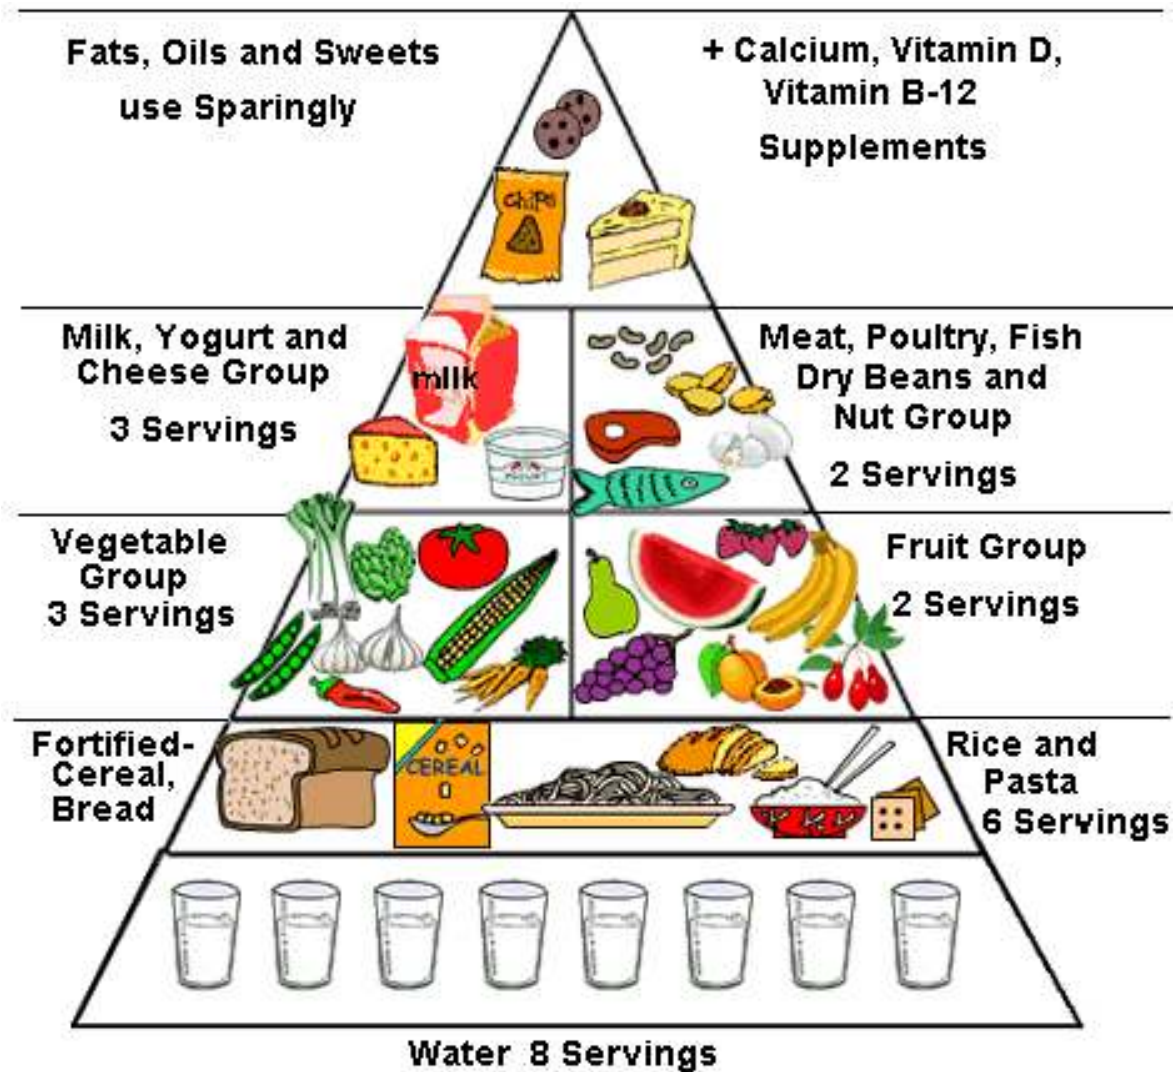 Fats, Oils and Sweets
use Sparingly
+ Calcium, Vitamin D,
Vitamin B-12
Supplements
Chips
Milk, Yogurt and
Cheese Group
3 Servings
milk
Meat, Poultry, Fish
Dry Beans and
Nut Group
2 Servings
Vegetable
Group
3 Servings
Fruit Group
2 Servings
Fortified-
Cereal,
Bread
CEREAL
Rice and
Pasta
6 Servings
Water 8 Servings